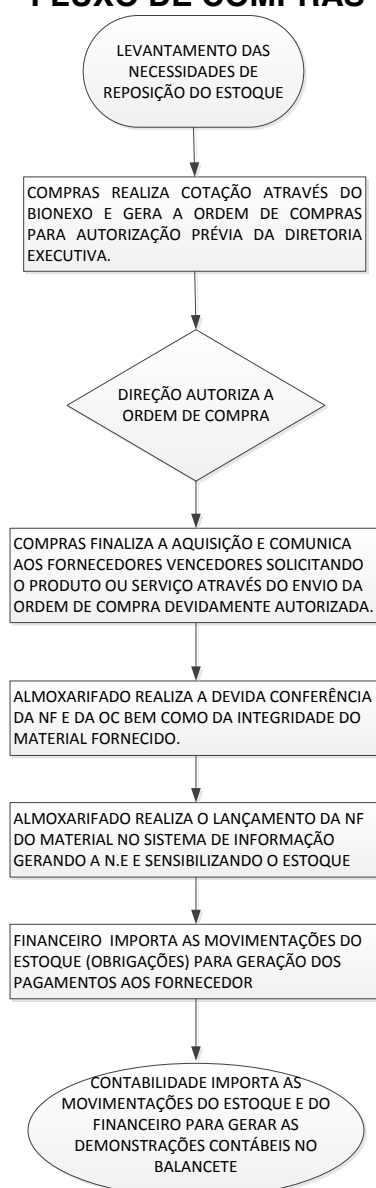 FLUXO DE COMPRAS
LEVANTAMENTO DAS
NECESSIDADES DE
REPOSIÇÃO DO ESTOQUE
COMPRAS REALIZA COTAÇÃO ATRAVÉS DO
BIONEXO E GERA A ORDEM DE COMPRAS
PARA AUTORIZAÇÃO PRÉVIA DA DIRETORIA
EXECUTIVA.
DIREÇÃO AUTORIZA A
ORDEM DE COMPRA
COMPRAS FINALIZA A AQUISIÇÃO E COMUNICA
AOS FORNECEDORES VENCEDORES SOLICITANDO
O PRODUTO OU SERVIÇO ATRAVÉS DO ENVIO DA
ORDEM DE COMPRA DEVIDAMENTE AUTORIZADA.
ALMOXARIFADO REALIZA A DEVIDA CONFERÊNCIA
DA NF E DA OC BEM COMO DA INTEGRIDADE DO
MATERIAL FORNECIDO.
ALMOXARIFADO REALIZA O LANÇAMENTO DA NF
DO MATERIAL NO SISTEMA DE INFORMAÇÃO
GERANDO A N.E E SENSIBILIZANDO O ESTOQUE
FINANCEIRO IMPORTA AS MOVIMENTAÇÕES DO
ESTOQUE (OBRIGAÇÕES) PARA GERAÇÃO DOS
PAGAMENTOS AOS FORNECEDOR
CONTABILIDADE IMPORTA AS
MOVIMENTAÇÕES DO ESTOQUE E DO
FINANCEIRO PARA GERAR AS
DEMONSTRAÇÕES CONTÁBEIS NO
BALANCETE